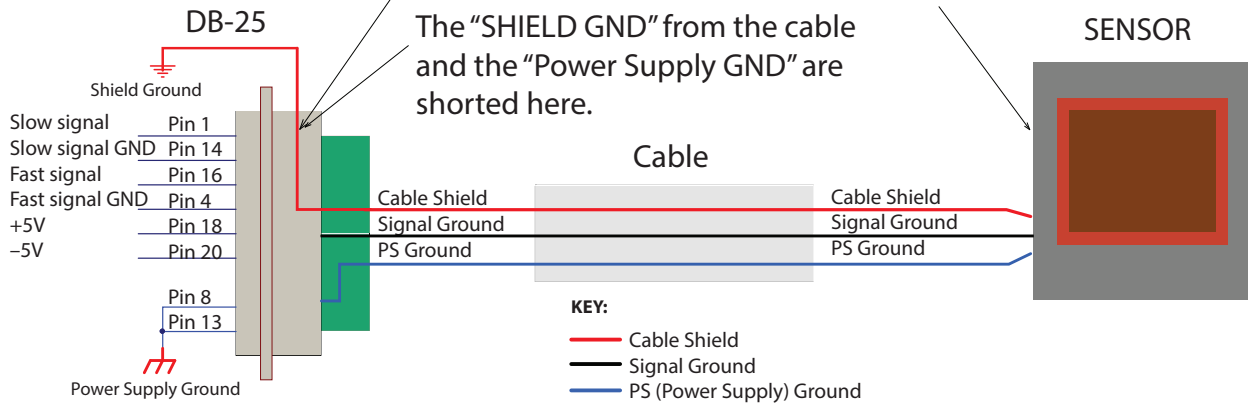 DB-25
The “SHIELD GND” from the cable
and the “Power Supply GND” are
shorted here.
SENSOR
Shield Ground
Slow signal Pin 1
Slow signal GND Pin 14
Fast signal Pin 16
Fast signal GND Pin 4
+5V Pin 18
–5V Pin 20
Pin 8
Pin 13
Power Supply Ground
Cable
Cable Shield Cable Shield
Signal Ground Signal Ground
PS Ground PS Ground
KEY:
Cable Shield
Signal Ground
PS (Power Supply) Ground